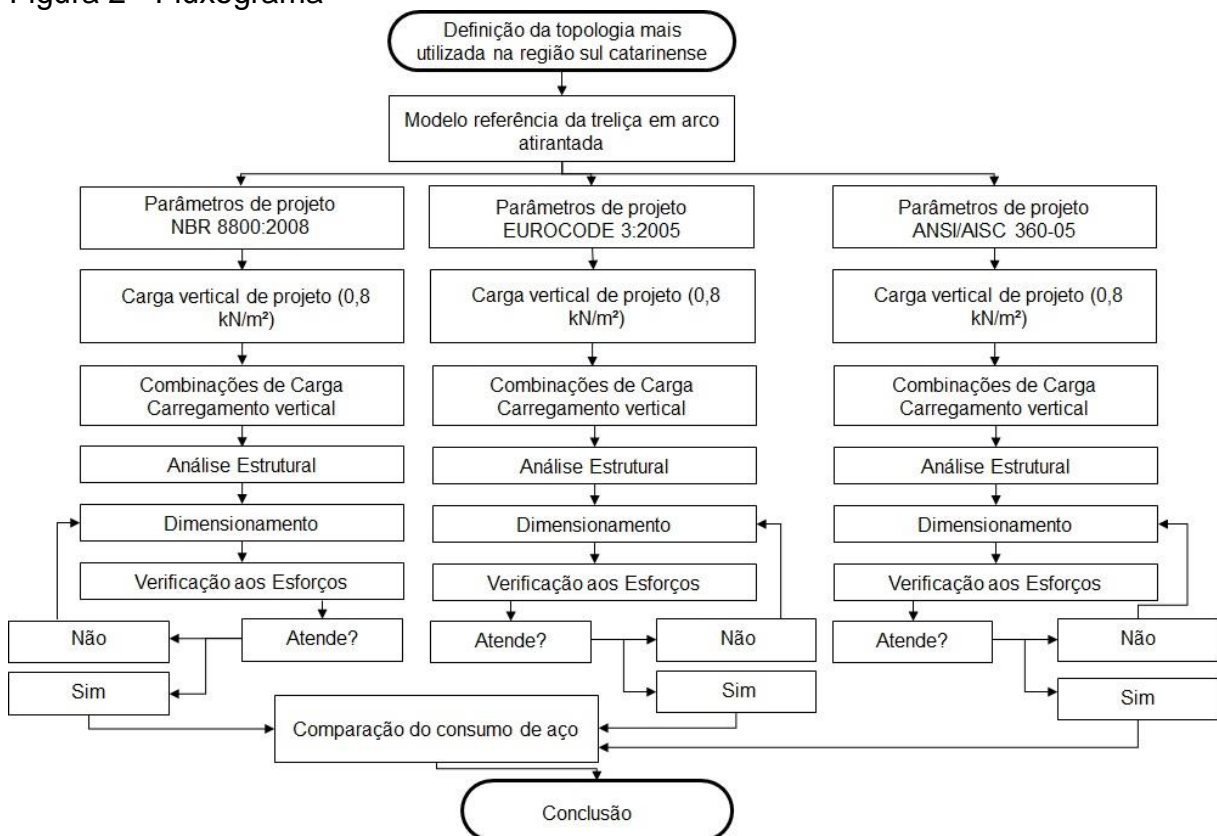 Figura 2 - Fluxograma
Definição da topologia mais
utilizada na região sul catarinense
Modelo referência da treliça em arco
atirantada
Parâmetros de projeto
NBR 8800:2008
Parâmetros de projeto
EUROCODE 3:2005
Parâmetros de projeto
ANSI/AISC 360-05
Carga vertical de projeto (0,8
kN/m²)
Carga vertical de projeto (0,8
kN/m²)
Carga vertical de projeto (0,8
kN/m²)
Combinações de Carga
Carregamento vertical
Combinações de Carga
Carregamento vertical
Combinações de Carga
Carregamento vertical
Análise Estrutural
Análise Estrutural
Análise Estrutural
Dimensionamento
Dimensionamento
Dimensionamento
Verificação aos Esforços
Verificação aos Esforços
Verificação aos Esforços
Não
Atende?
Atende?
Não
Atende?
Não
Sim
Sim
Sim
Comparação do consumo de aço
Conclusão